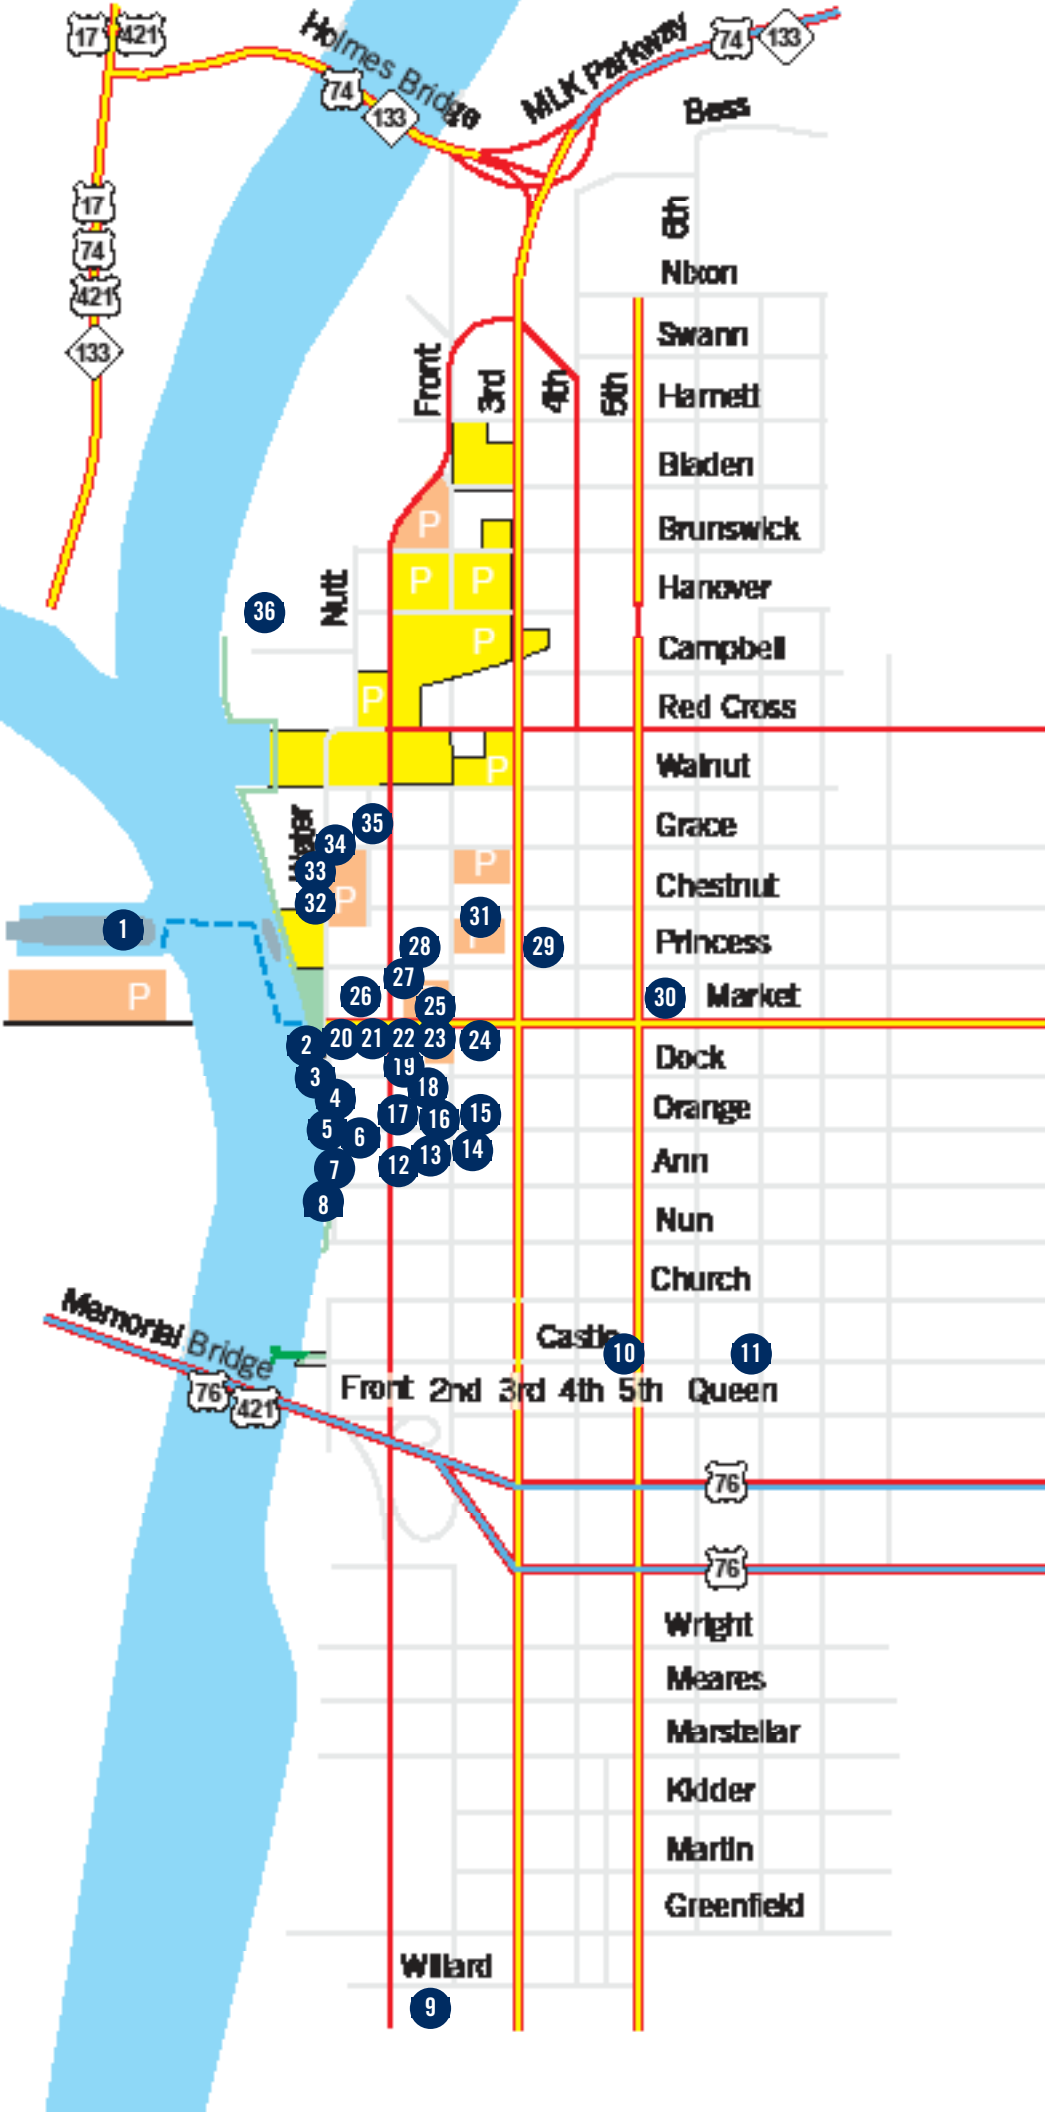 17 421
Holmes Bridge
74
133
MLK Parkway
74
133
Bess
17
74
421
133
6th
Nixon
Swann
Front
3rd
4th
5th
Harnett
Bladen
P
Brunswick
P
P
Hanover
36
Nutt
P
Campbell
P
Red Cross
P
Walnut
Water
35
Grace
34
33
P
Chestnut
32
P
31
1
28
29
Princess
27
P
26
25
30
Market
2
20
21
22
23
24
Dock
3
19
18
4
17
16
15
Orange
5
6
7
12
13
14
Ann
8
Nun
Church
Memorial Bridge
Castle
10
11
76
421
Front 2nd 3rd 4th 5th Queen
76
76
Wright
Meares
Marstellar
Kidder
Martin
Greenfield
Willard
9